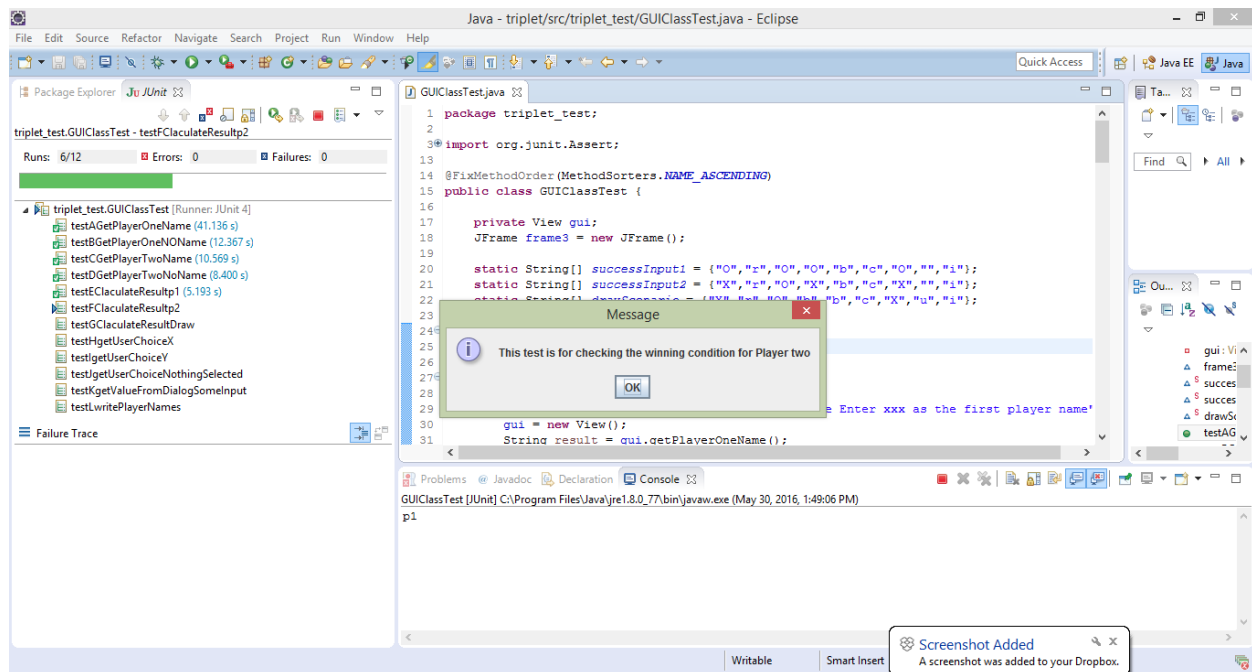 Java - triplet/src/triplet_test/GUIClassTest.java - Eclipse
File Edit Source Refactor Navigate Search Project Run Window Help
Quick Access
Java EE
Java
Package Explorer
Ju JUnit
triplet_test.GUIClassTest - testFClaculateResultp2
Runs: 6/12
Errors: 0
Failures: 0
triplet_test.GUIClassTest [Runner: JUnit 4]
testAGetPlayerOneName (41.136 s)
testBGetPlayerOneNOName (12.367 s)
testCGetPlayerTwoName (10.569 s)
testDGetPlayerTwoNoName (8.400 s)
testEClaculateResultp1 (5.193 s)
testFClaculateResultp2
testGClaculateResultDraw
testHgetUserChoiceX
testIgetUserChoiceY
testJgetUserChoiceNothingSelected
testKgetValueFromDialogSomeInput
testLwritePlayerNames
Failure Trace
GUIClassTest.java
1 package triplet_test;
2
3 import org.junit.Assert;
13
14 @FixMethodOrder(MethodSorters.NAME_ASCENDING)
15 public class GUIClassTest {
16
17 private View gui;
18 JFrame frame3 = new JFrame();
19
20 static String[] successInput1 = {"O","r","O","O","b","c","O","","i"};
21 static String[] successInput2 = {"X","r","O","X","b","c","X","","i"};
22 static String[] drawScenario = {"X","r","O","b","b","c","X","u","i"};
23
24
25
26
27
28
29 e Enter xxx as the first player name"
30 gui = new View();
31 String result = gui.getPlayerOneName();
Message
This test is for checking the winning condition for Player two
OK
Ta...
Find
All
Ou...
gui : Vi
frame3
succes
succes
drawSc
testAG
Problems
@ Javadoc
Declaration
Console
GUIClassTest [JUnit] C:\Program Files\Java\jre1.8.0_77\bin\javaw.exe (May 30, 2016, 1:49:06 PM)
p1
Writable
Smart Insert
Screenshot Added
A screenshot was added to your Dropbox.